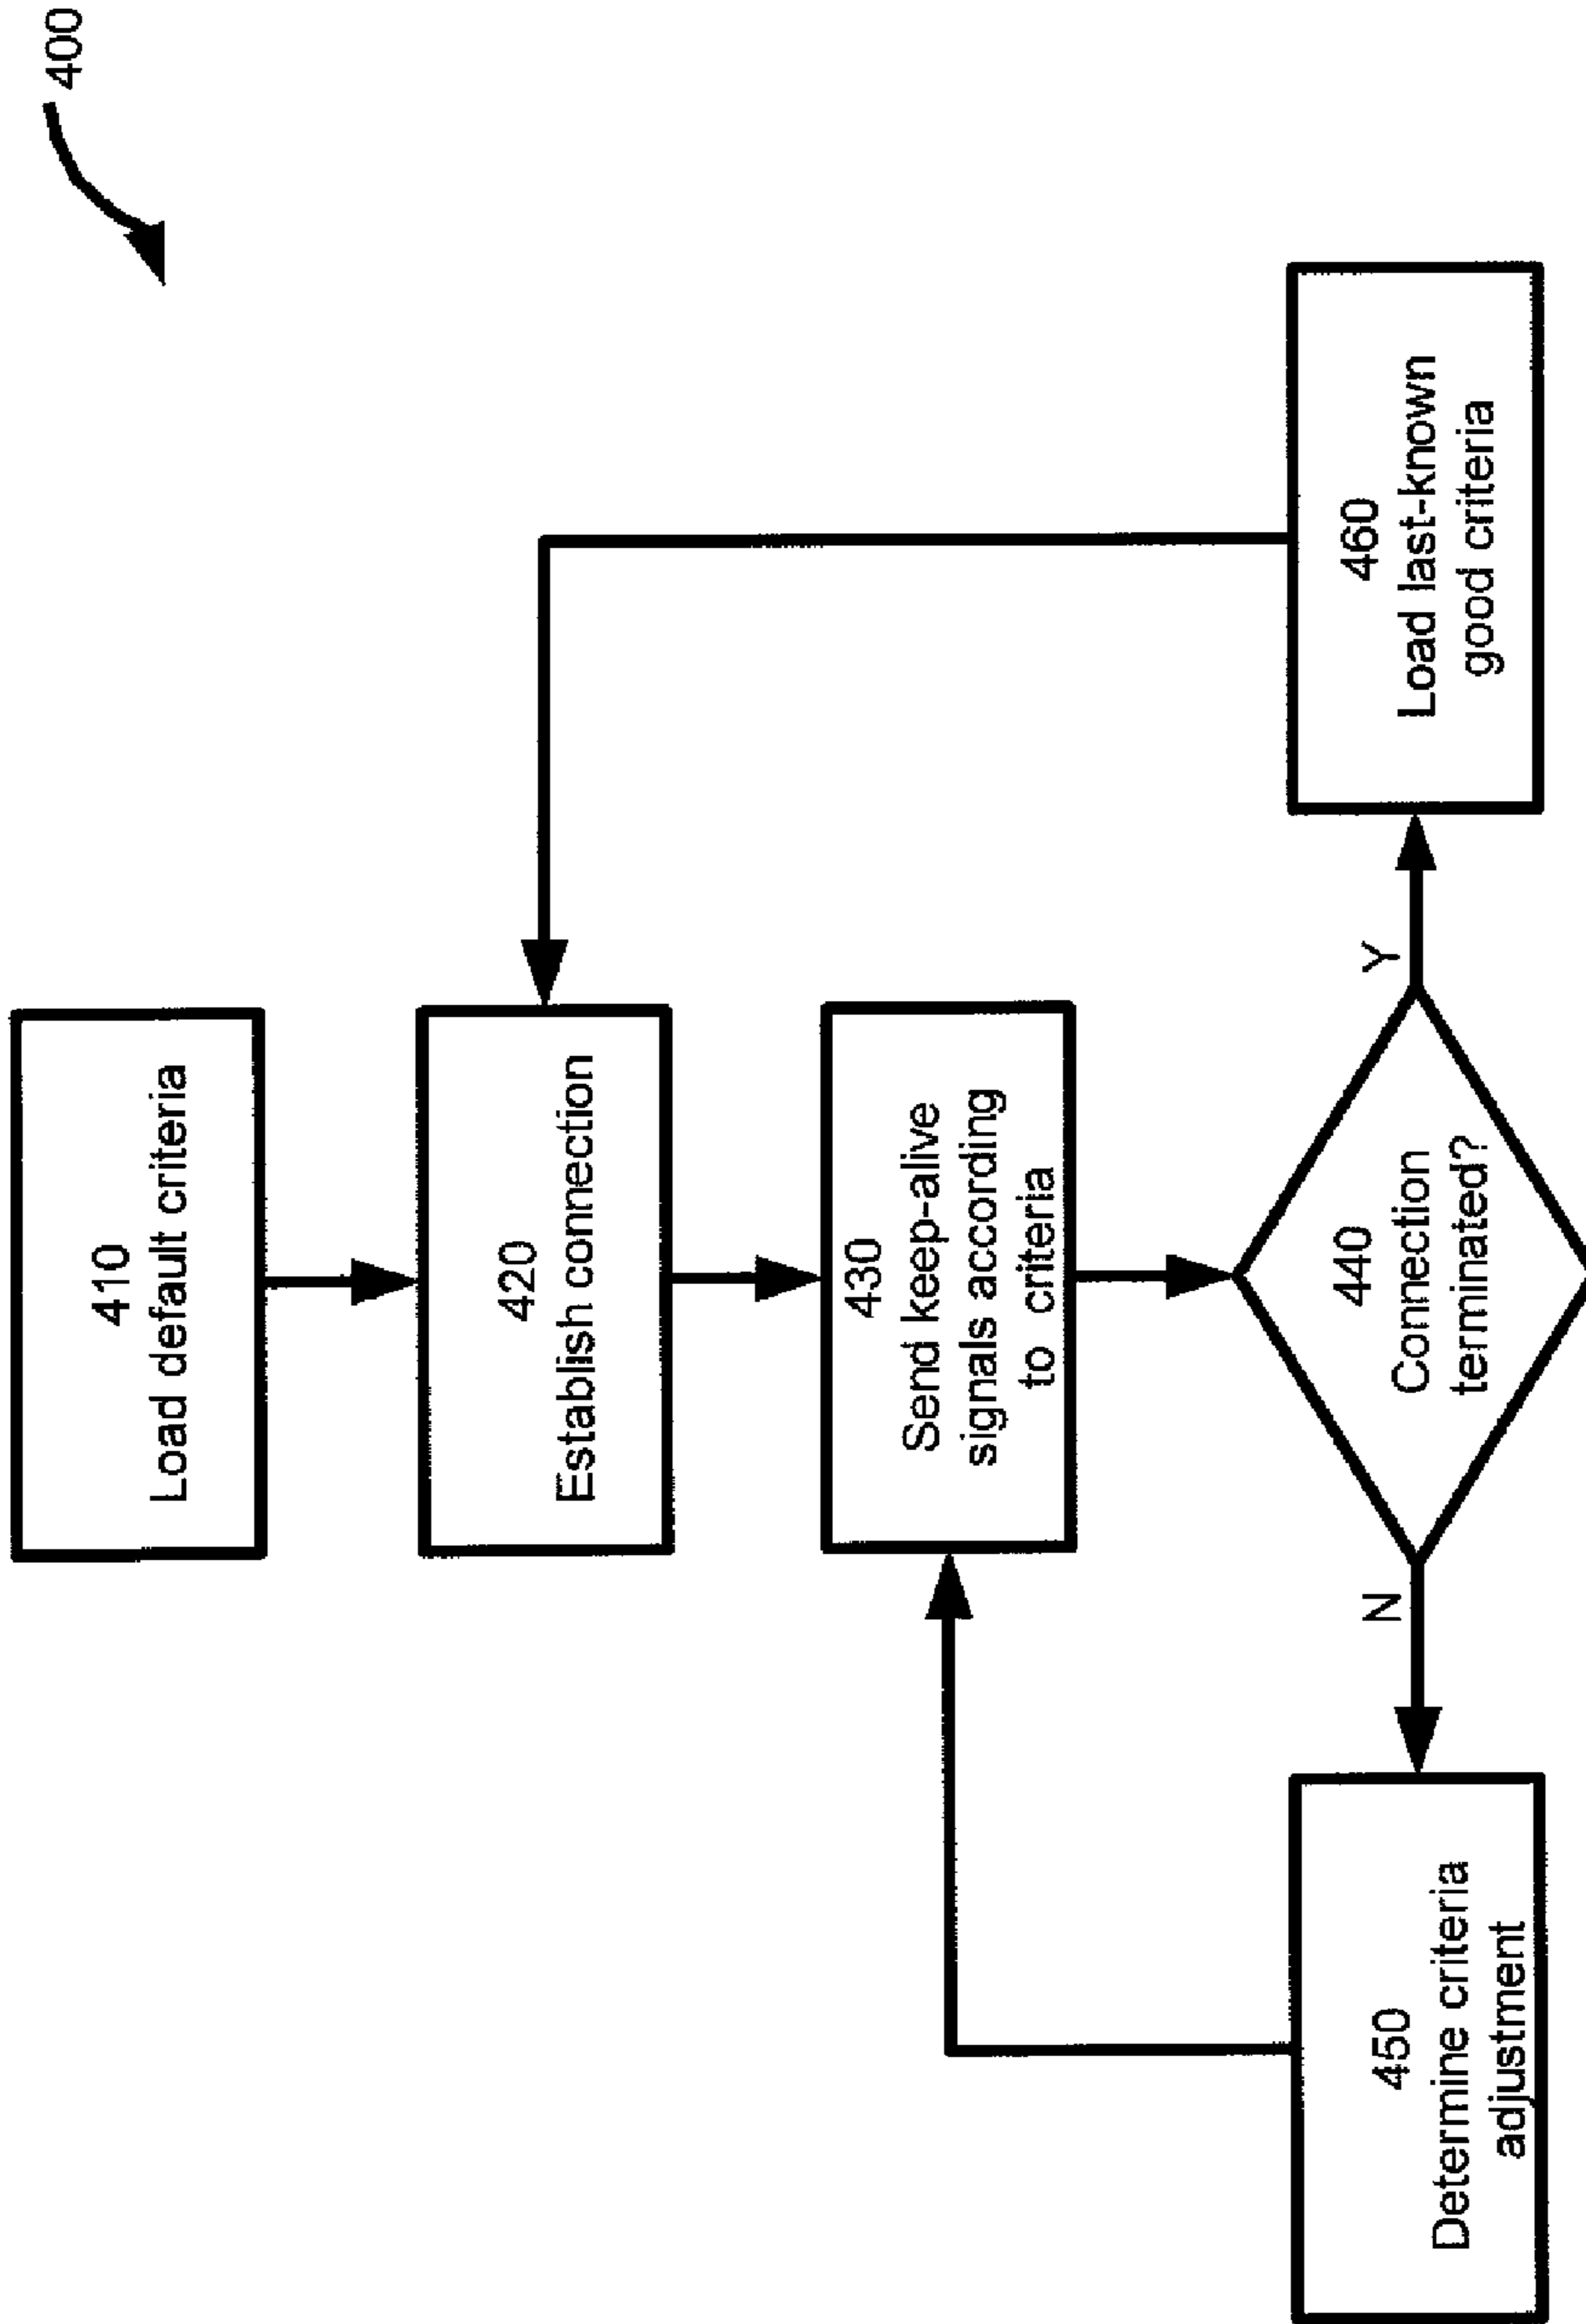 400
410
Load default criteria
420
Establish connection
430
Send keep-alive
signals according
to criteria
440
Connection
terminated?
N
Y
450
Determine criteria
adjustment
460
Load last-known
good criteria